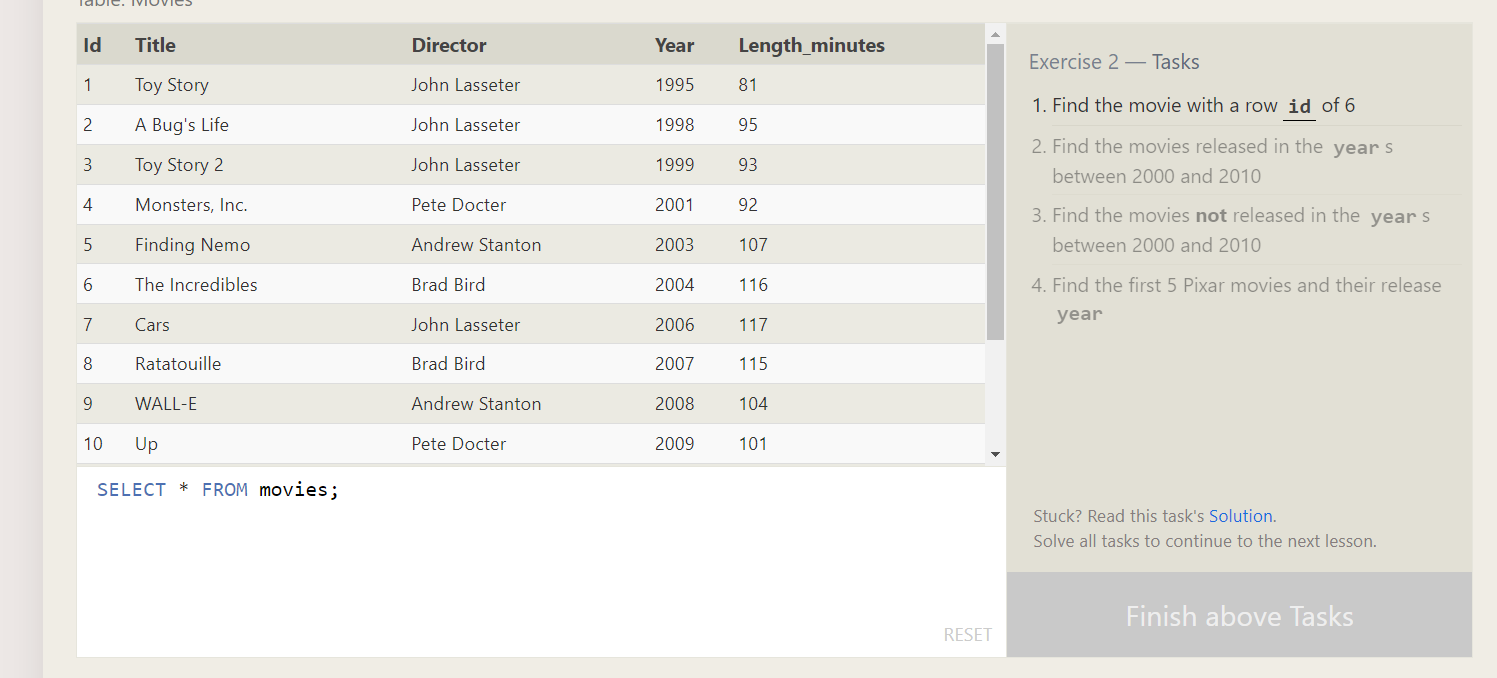 Table: Movies
Id Title Director Year Length_minutes
1 Toy Story John Lasseter 1995 81
2 A Bug's Life John Lasseter 1998 95
3 Toy Story 2 John Lasseter 1999 93
4 Monsters, Inc. Pete Docter 2001 92
5 Finding Nemo Andrew Stanton 2003 107
6 The Incredibles Brad Bird 2004 116
7 Cars John Lasseter 2006 117
8 Ratatouille Brad Bird 2007 115
9 WALL-E Andrew Stanton 2008 104
10 Up Pete Docter 2009 101
SELECT * FROM movies;
RESET
Exercise 2 — Tasks
1. Find the movie with a row id of 6
2. Find the movies released in the year s
between 2000 and 2010
3. Find the movies not released in the year s
between 2000 and 2010
4. Find the first 5 Pixar movies and their release
year
Stuck? Read this task's Solution.
Solve all tasks to continue to the next lesson.
Finish above Tasks